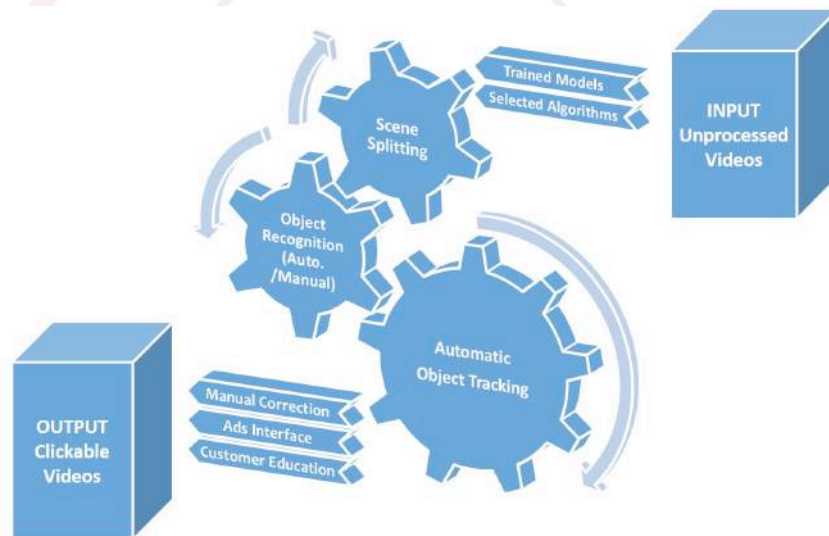 Trained Models
Selected Algorithms
INPUT
Unprocessed
Videos
Scene
Splitting
Object
Recognition
(Auto.
/Manual)
Automatic
Object Tracking
Manual Correction
Ads Interface
Customer Education
OUTPUT
Clickable
Videos